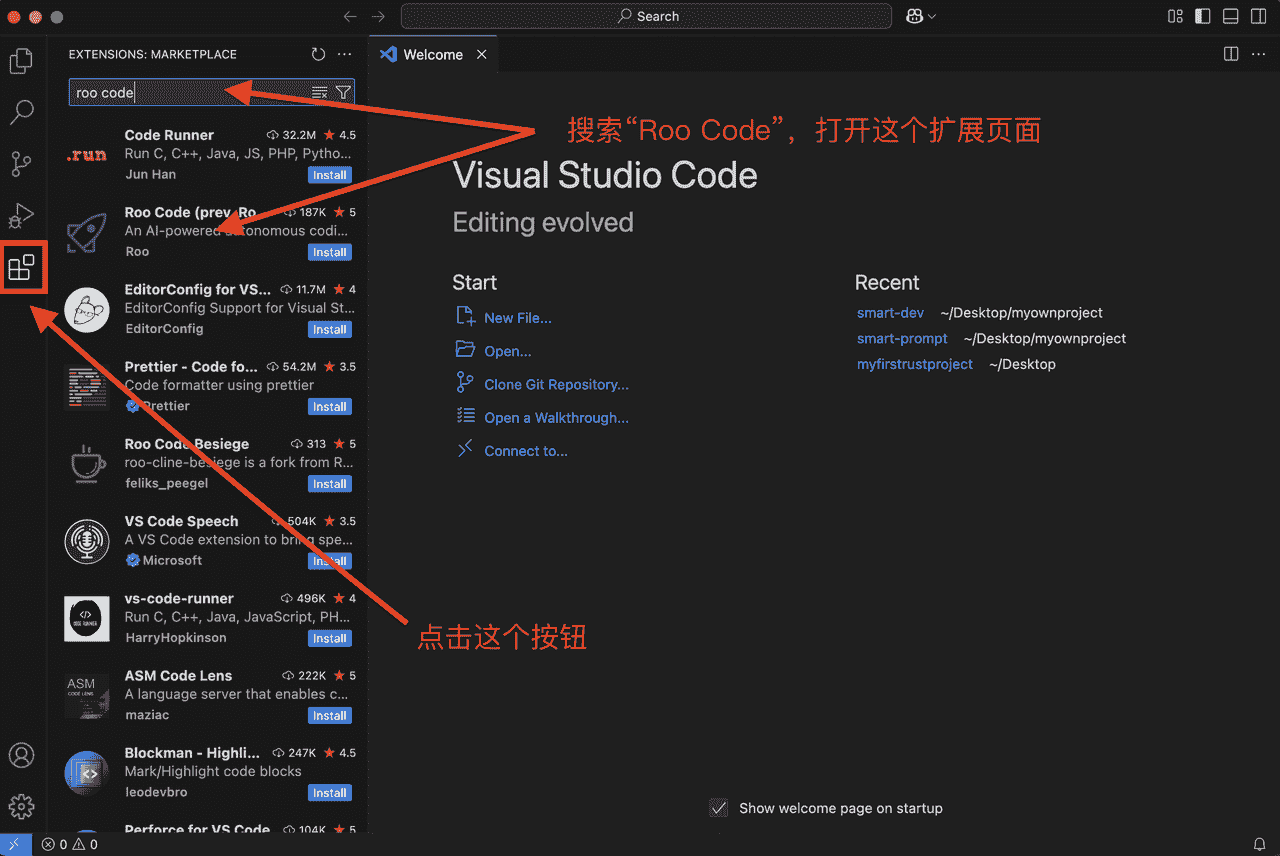 Search
EXTENSIONS: MARKETPLACE
Welcome
roo code
搜索“Roo Code”，打开这个扩展页面
.run
Code Runner 32.2M 4.5
Run C, C++, Java, JS, PHP, Pytho...
Jun Han Install
Roo Code (prev. Ro... 187K 5
An AI-powered autonomous codi...
Roo Install
EditorConfig for VS... 11.7M 4
EditorConfig Support for Visual St...
EditorConfig Install
Prettier - Code fo... 54.2M 3.5
Code formatter using prettier
Prettier Install
Roo Code Besiege 313 5
roo-cline-besiege is a fork from R...
feliks_peegel Install
VS Code Speech 504K 3.5
A VS Code extension to bring spe...
Microsoft Install
vs-code-runner 496K 4
Run C, C++, Java, JavaScript, PH...
HarryHopkinson Install
CODE RUNNER
ASM Code Lens 222K 5
A language server that enables c...
maziac Install
ASM
CODE LENS
Blockman - Highli... 247K 4.5
Mark/Highlight code blocks
leodevbro Install
Perforce for VS Code 104K 5
Visual Studio Code
Editing evolved
Start
New File...
Open...
Clone Git Repository...
Open a Walkthrough...
Connect to...
Recent
smart-dev ~/Desktop/myownproject
smart-prompt ~/Desktop/myownproject
myfirstrustproject ~/Desktop
点击这个按钮
Show welcome page on startup
0 0